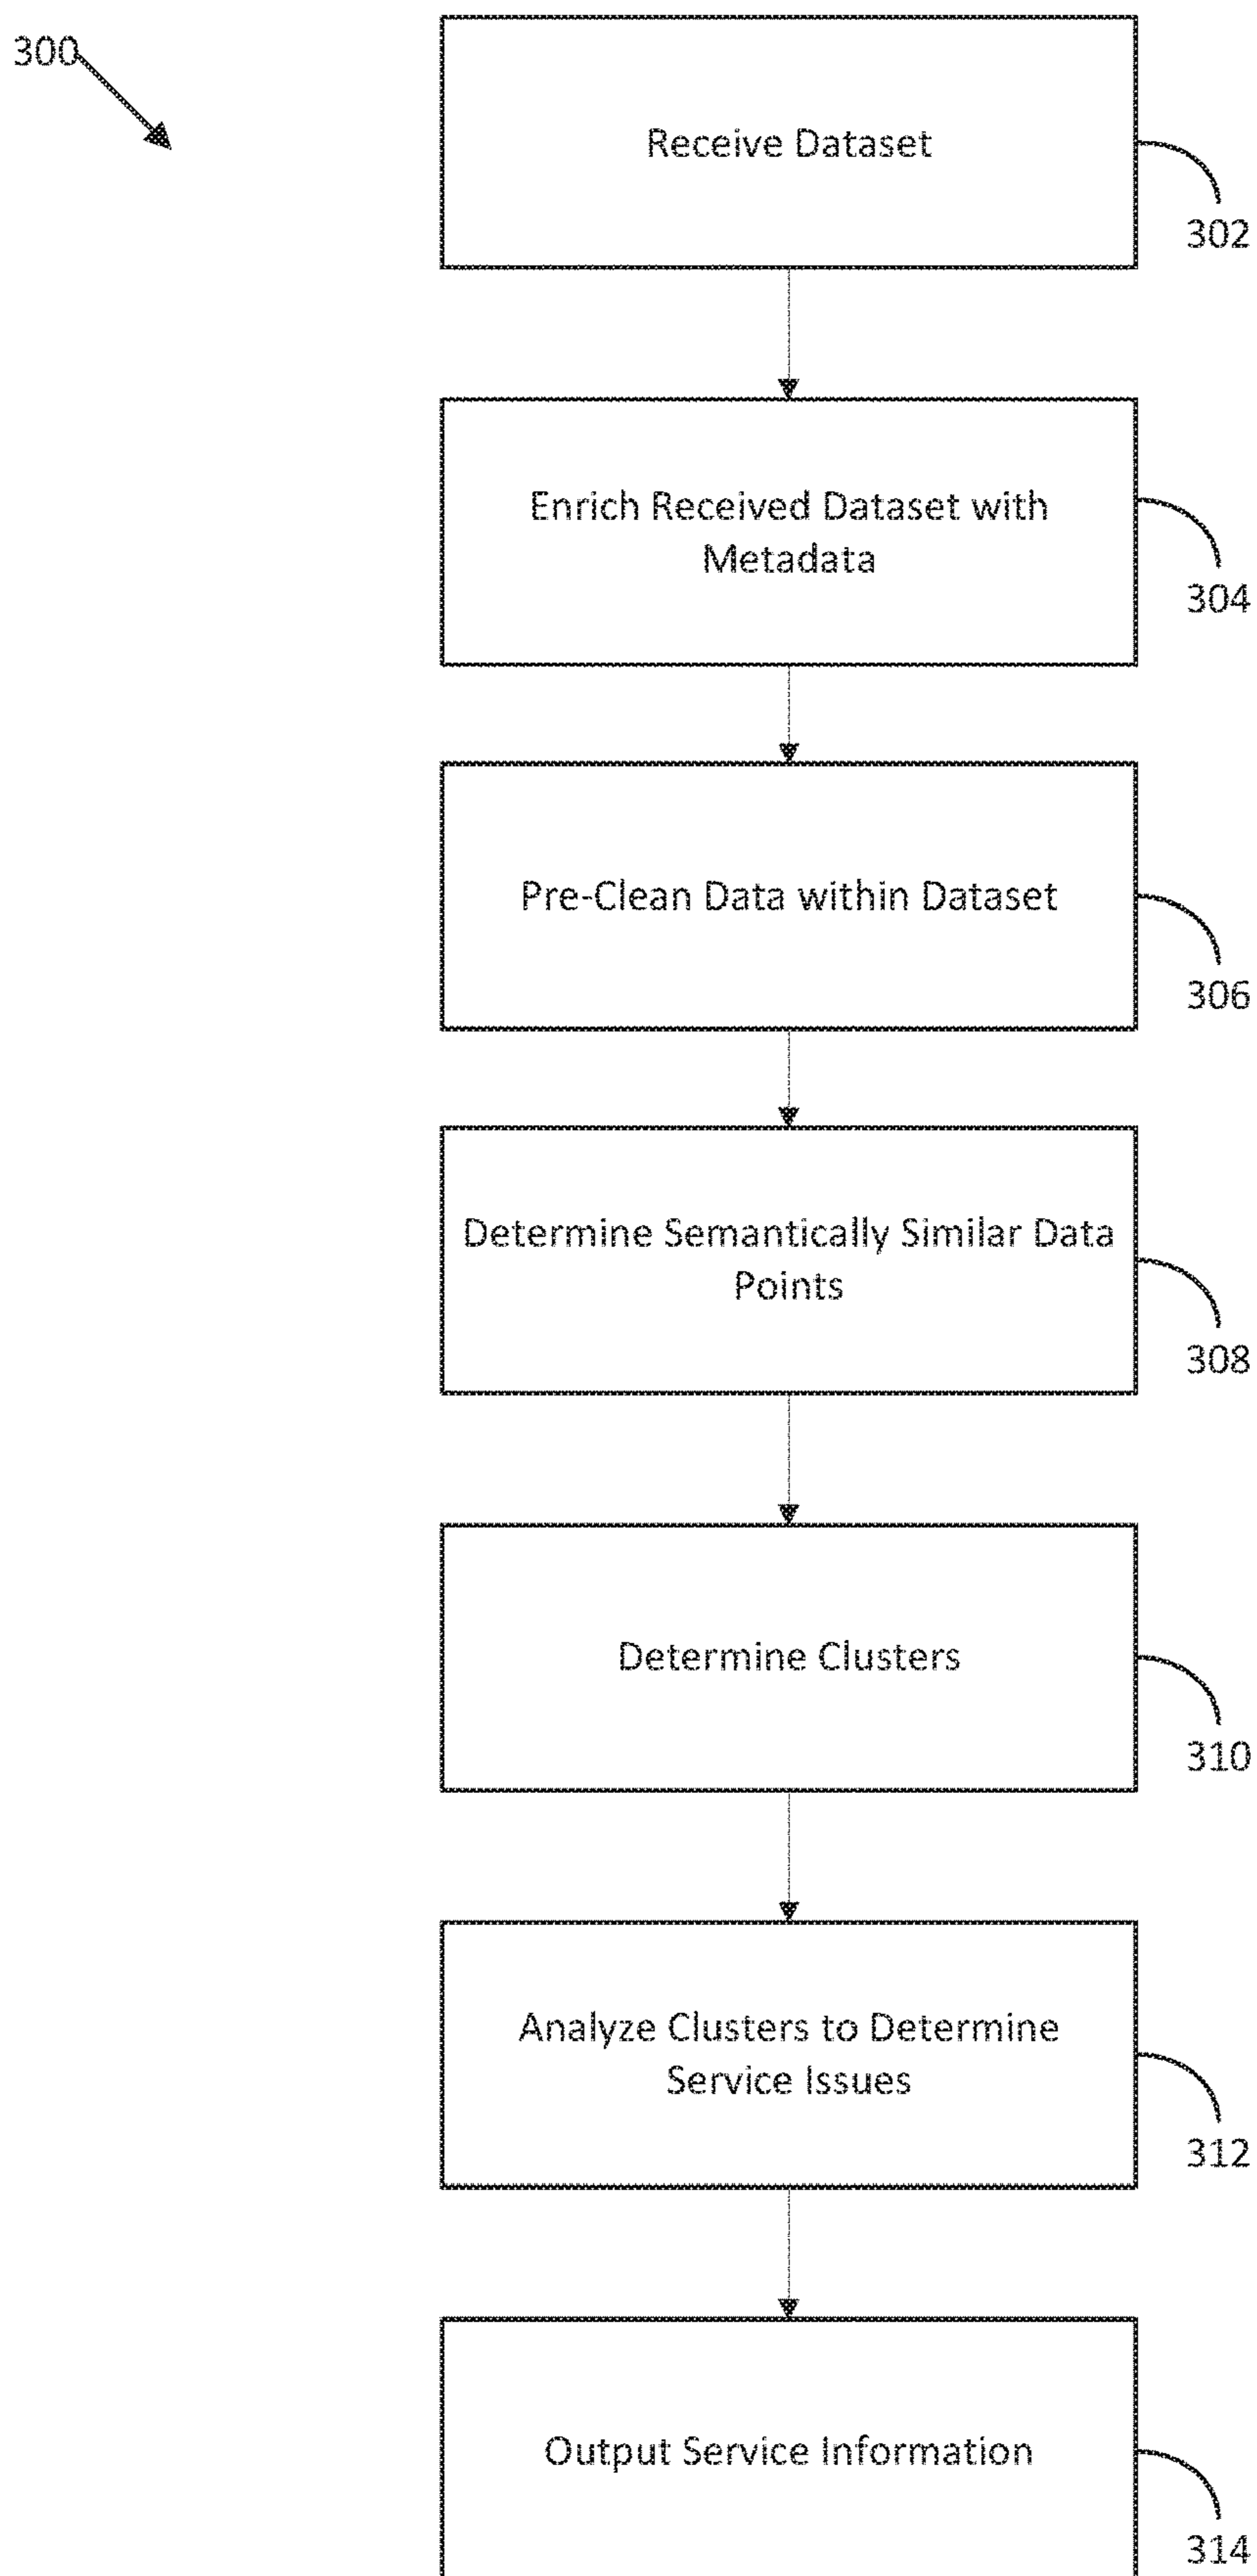 300
Receive Dataset
302
Enrich Received Dataset with
Metadata
304
Pre-Clean Data within Dataset
306
Determine Semantically Similar Data
Points
308
Determine Clusters
310
Analyze Clusters to Determine
Service Issues
312
Output Service Information
314